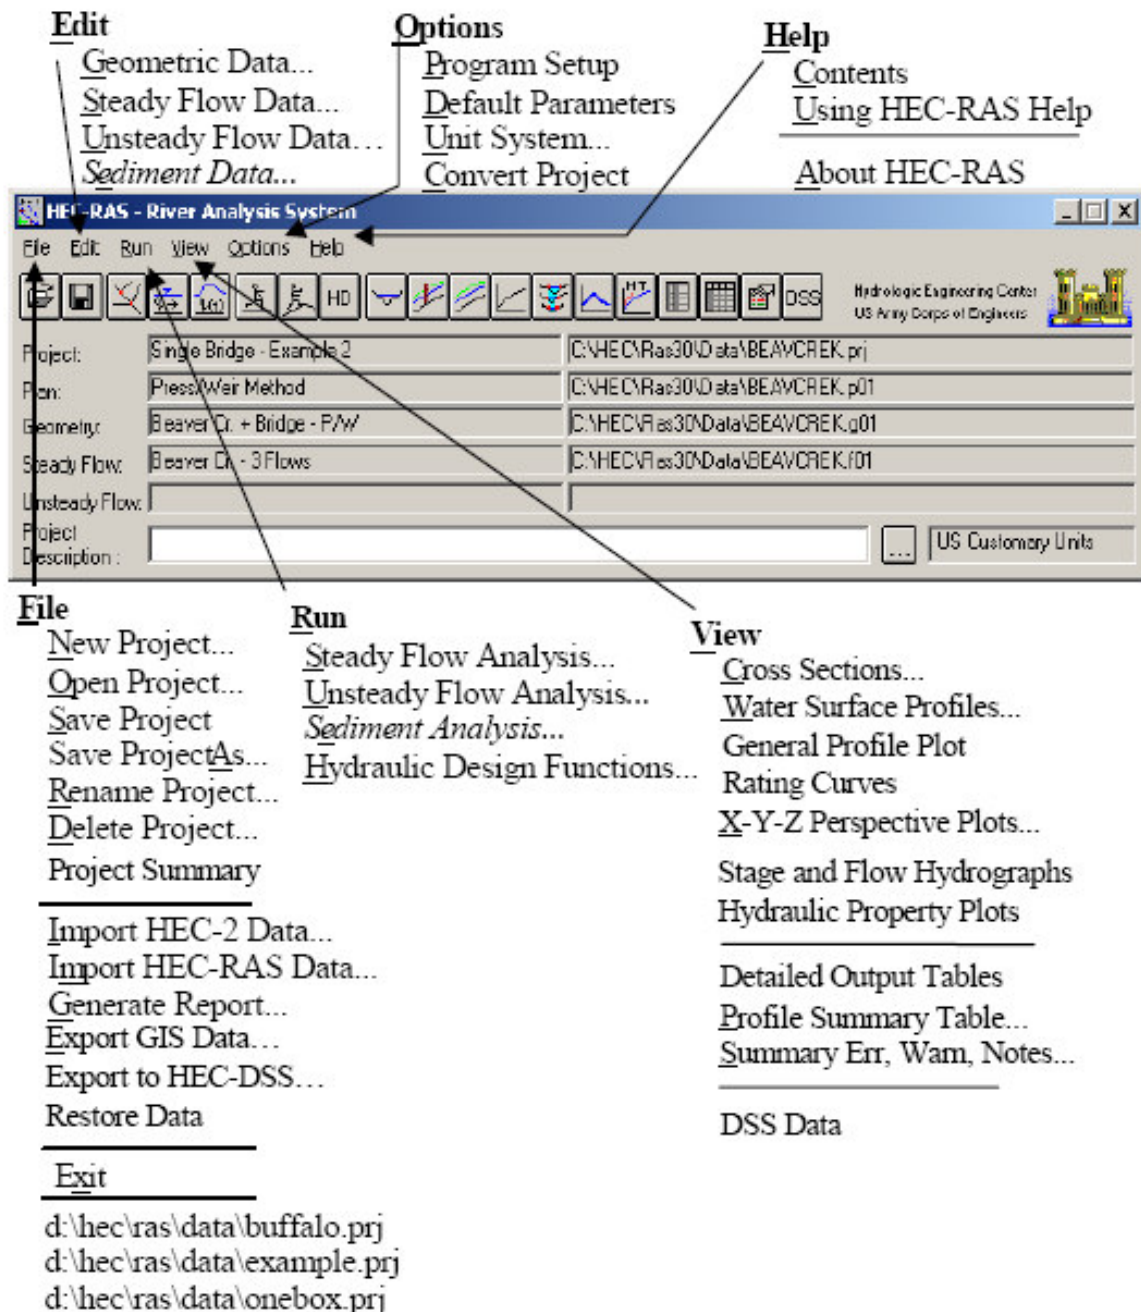 Edit
Geometric Data...
Steady Flow Data...
Unsteady Flow Data...
Sediment Data...
Options
Program Setup
Default Parameters
Unit System...
Convert Project
Help
Contents
Using HEC-RAS Help
About HEC-RAS
HEC-RAS - River Analysis System
File Edit Run View Options Help
HD
HT
DSS
Hydrologic Engineering Center
US Army Corps of Engineers
Project: Single Bridge - Example 2 C:\HEC\Ras30\Data\BEAVCREK.prj
Plan: Press/Weir Method C:\HEC\Ras30\Data\BEAVCREK.p01
Geometry: Beaver Cr. + Bridge - P/W C:\HEC\Ras30\Data\BEAVCREK.g01
Steady Flow: Beaver Cr. - 3 Flows C:\HEC\Ras30\Data\BEAVCREK.f01
Unsteady Flow:
Project
Description :
... US Customary Units
File
New Project...
Open Project...
Save Project
Save ProjectAs...
Rename Project...
Delete Project...
Project Summary
Import HEC-2 Data...
Import HEC-RAS Data...
Generate Report...
Export GIS Data...
Export to HEC-DSS...
Restore Data
Exit
d:\hec\ras\data\buffalo.prj
d:\hec\ras\data\example.prj
d:\hec\ras\data\onebox.prj
Run
Steady Flow Analysis...
Unsteady Flow Analysis...
Sediment Analysis...
Hydraulic Design Functions...
View
Cross Sections...
Water Surface Profiles...
General Profile Plot
Rating Curves
X-Y-Z Perspective Plots...
Stage and Flow Hydrographs
Hydraulic Property Plots
Detailed Output Tables
Profile Summary Table...
Summary Err, Warn, Notes...
DSS Data